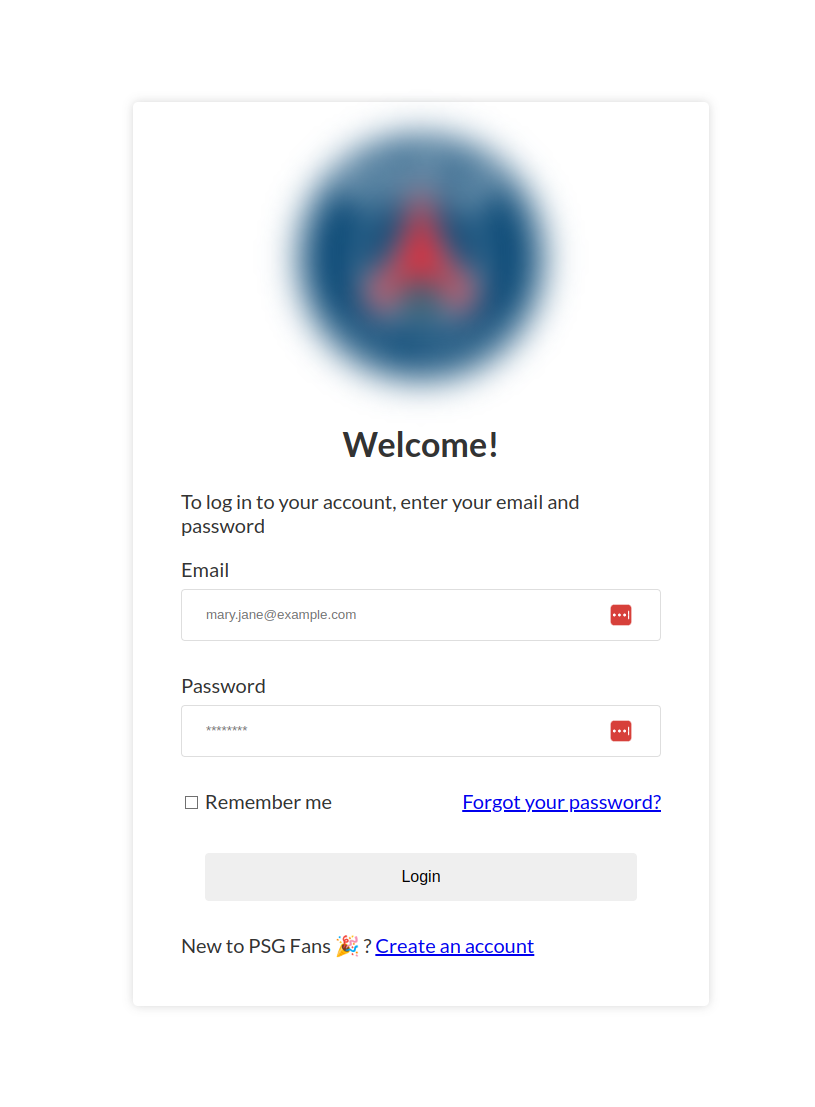 Welcome!
To log in to your account, enter your email and
password
Email
mary.jane@example.com
Password
********
Remember me
Forgot your password?
Login
New to PSG Fans 🎉 ? Create an account